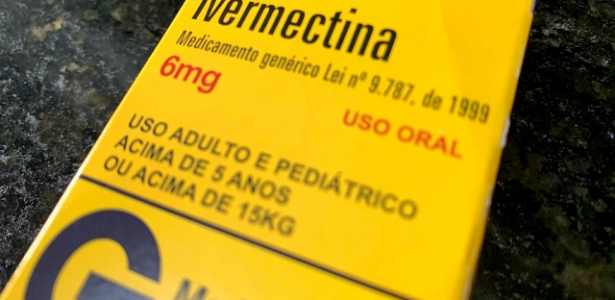 Ivermectina
Medicamento genérico Lei nº 9.787, de 1999
6mg
USO ORAL
USO ADULTO E PEDIÁTRICO
ACIMA DE 5 ANOS
OU ACIMA DE 15KG
G